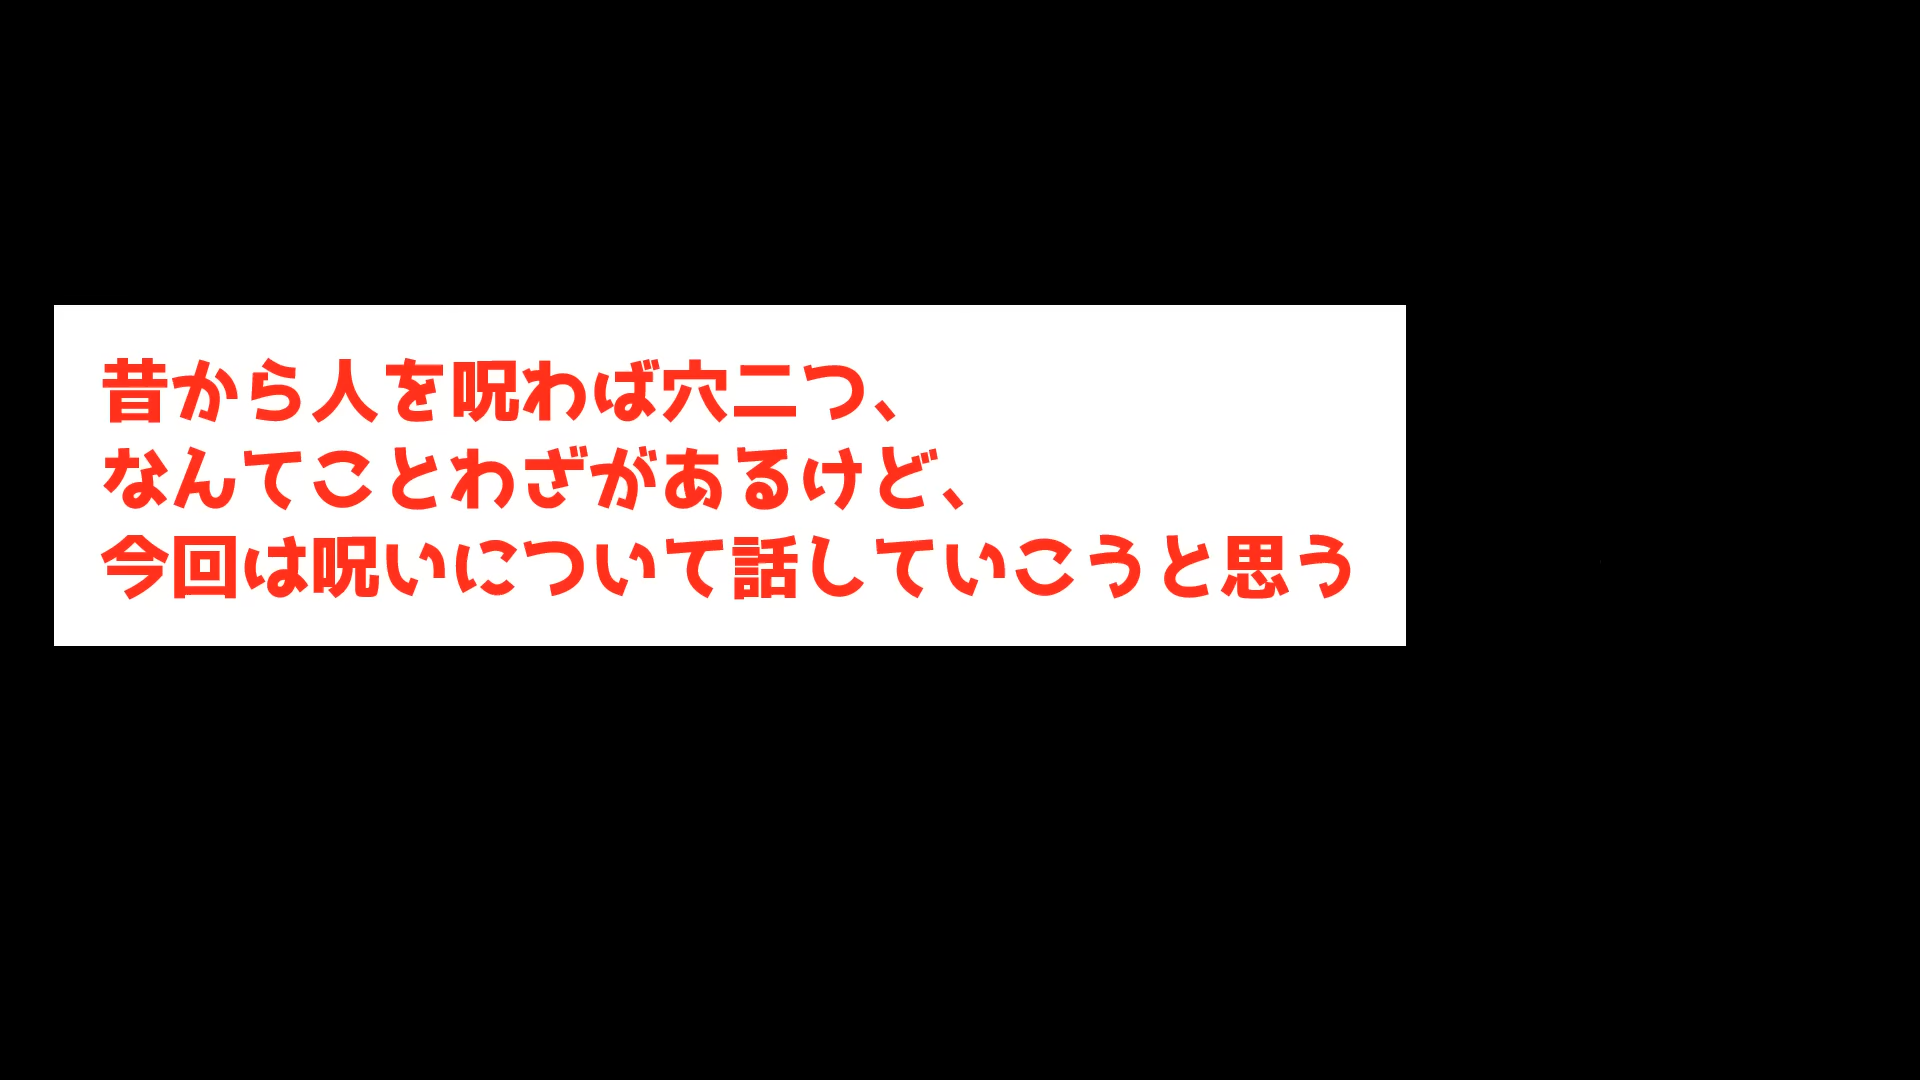 昔から人を呪わば穴二つ、
なんてことわざがあるけど、
今回は呪いについて話していこうと思う